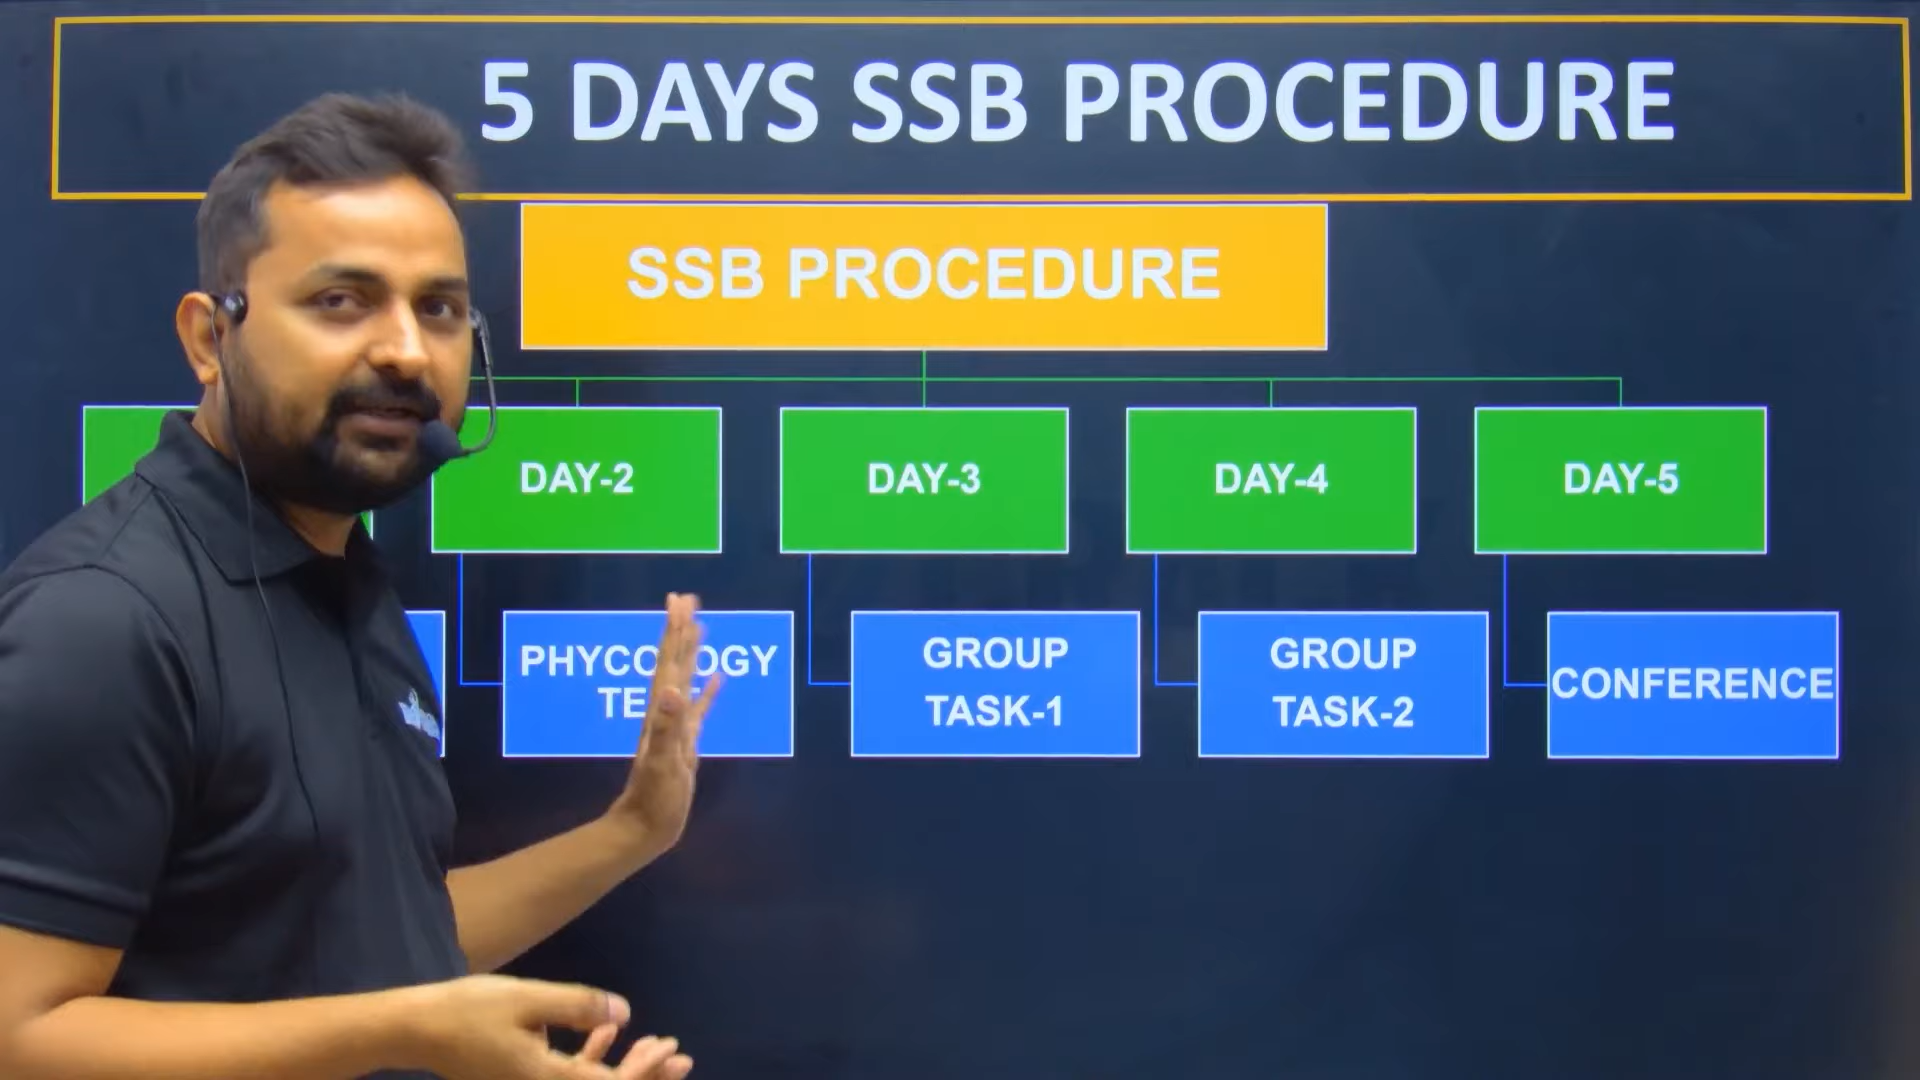 5 DAYS SSB PROCEDURE
SSB PROCEDURE
DAY-2
DAY-3
DAY-4
DAY-5
GROUP
TASK-1
GROUP
TASK-2
CONFERENCE